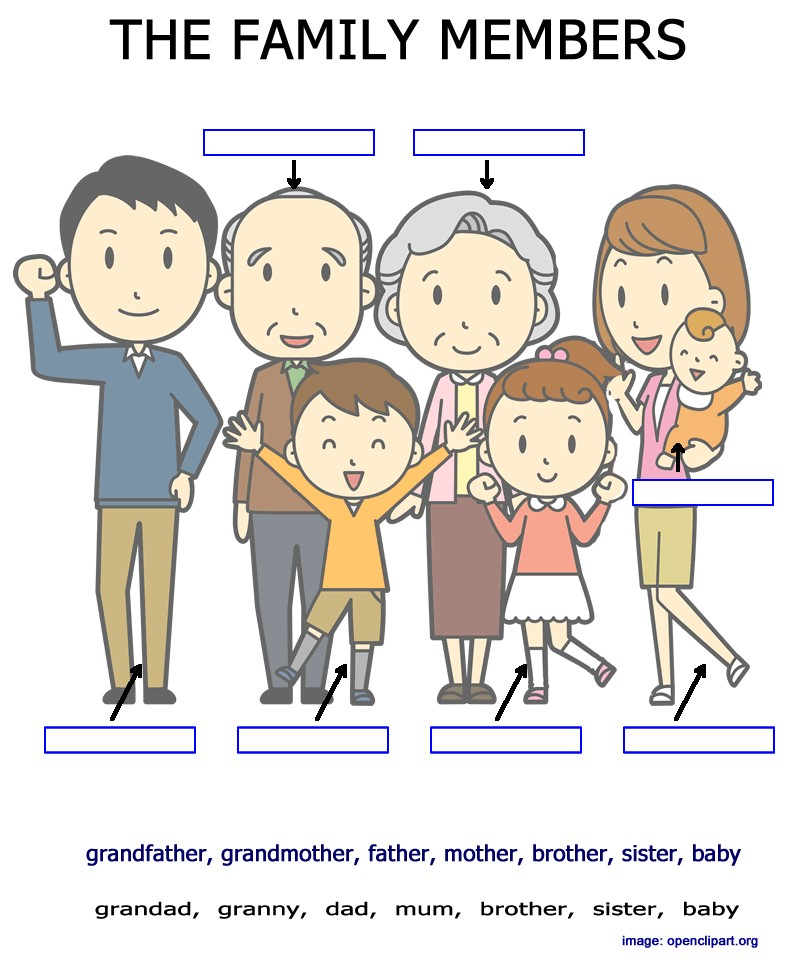 THE FAMILY MEMBERS
grandfather, grandmother, father, mother, brother, sister, baby
grandad, granny, dad, mum, brother, sister, baby
image: openclipart.org